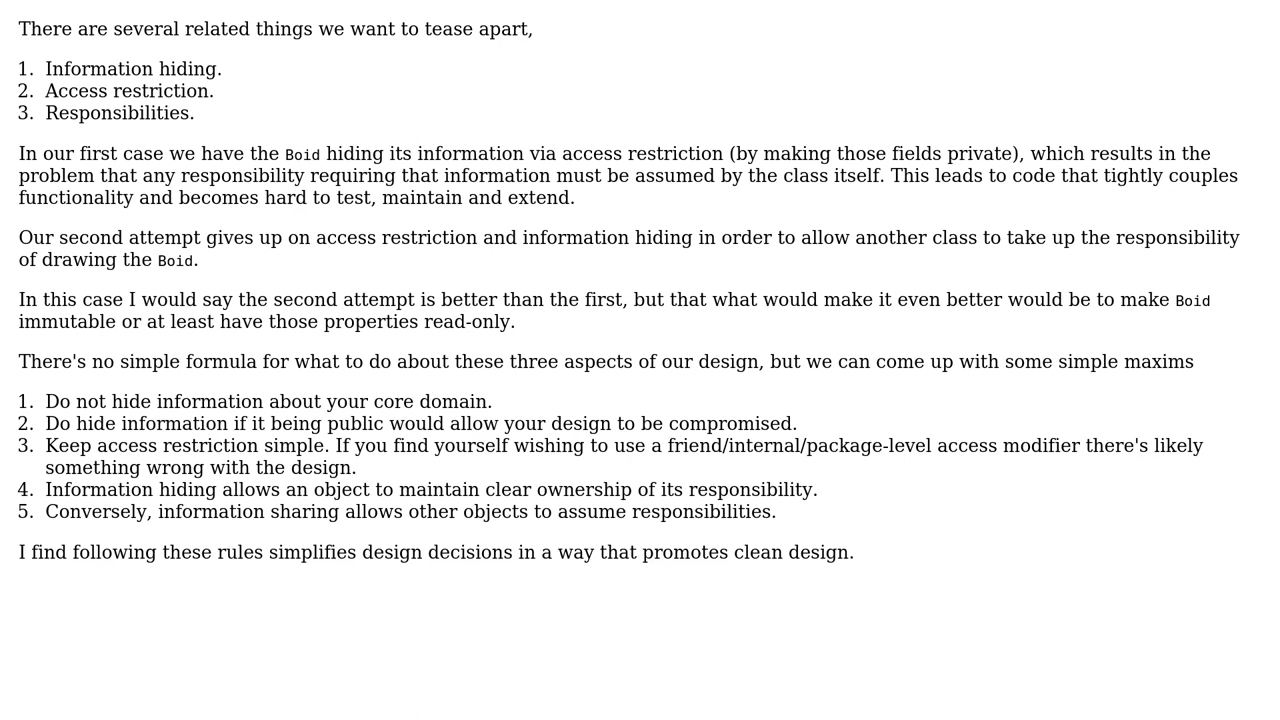 There are several related things we want to tease apart,
1. Information hiding.
2. Access restriction.
3. Responsibilities.
In our first case we have the Boid hiding its information via access restriction (by making those fields private), which results in the
problem that any responsibility requiring that information must be assumed by the class itself. This leads to code that tightly couples
functionality and becomes hard to test, maintain and extend.
Our second attempt gives up on access restriction and information hiding in order to allow another class to take up the responsibility
of drawing the Boid.
In this case I would say the second attempt is better than the first, but that what would make it even better would be to make Boid
immutable or at least have those properties read-only.
There's no simple formula for what to do about these three aspects of our design, but we can come up with some simple maxims
1. Do not hide information about your core domain.
2. Do hide information if it being public would allow your design to be compromised.
3. Keep access restriction simple. If you find yourself wishing to use a friend/internal/package-level access modifier there's likely
something wrong with the design.
4. Information hiding allows an object to maintain clear ownership of its responsibility.
5. Conversely, information sharing allows other objects to assume responsibilities.
I find following these rules simplifies design decisions in a way that promotes clean design.